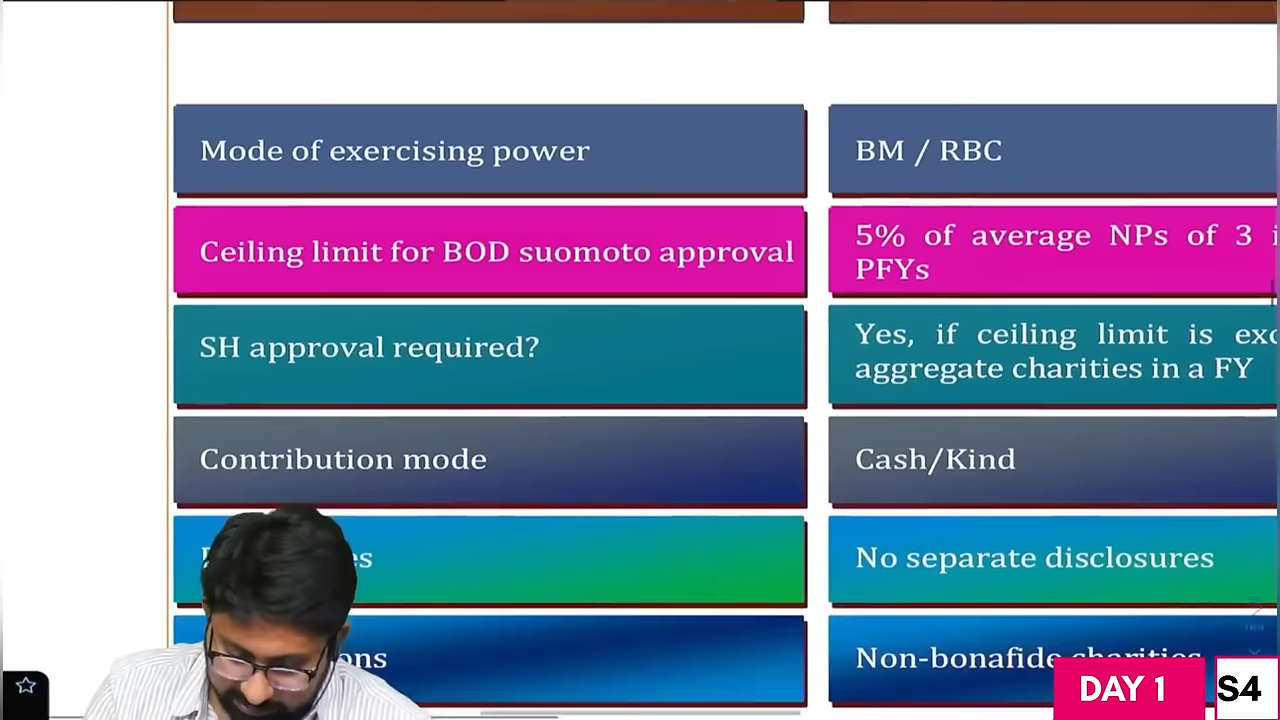 Mode of exercising power
BM / RBC
Ceiling limit for BOD suomoto approval
5% of average NPs of 3
PFYs
SH approval required?
Yes, if ceiling limit is
aggregate charities in a FY
Contribution mode
Cash/Kind
No separate disclosures
Non-bonafide charities
DAY 1
S4